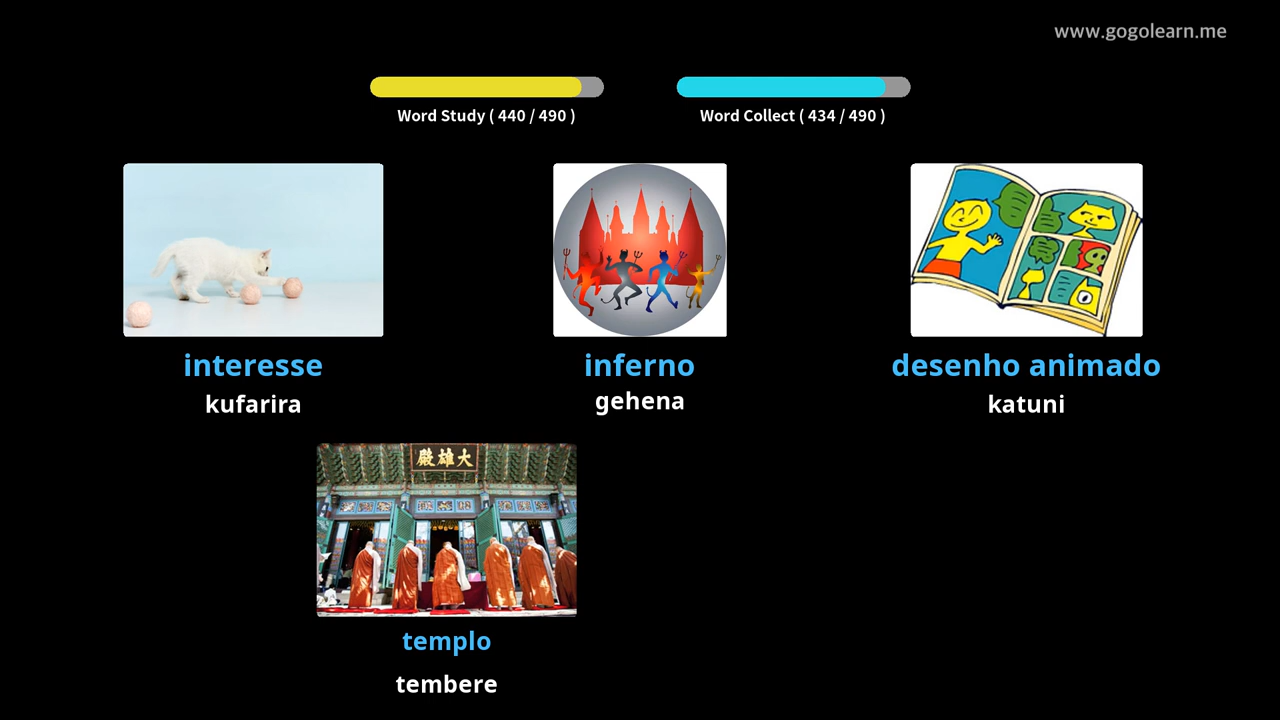 www.gogolearn.me
Word Study ( 440 / 490 )
Word Collect ( 434 / 490 )
interesse
kufarira
inferno
gehena
desenho animado
katuni
殿雄大
templo
tembere